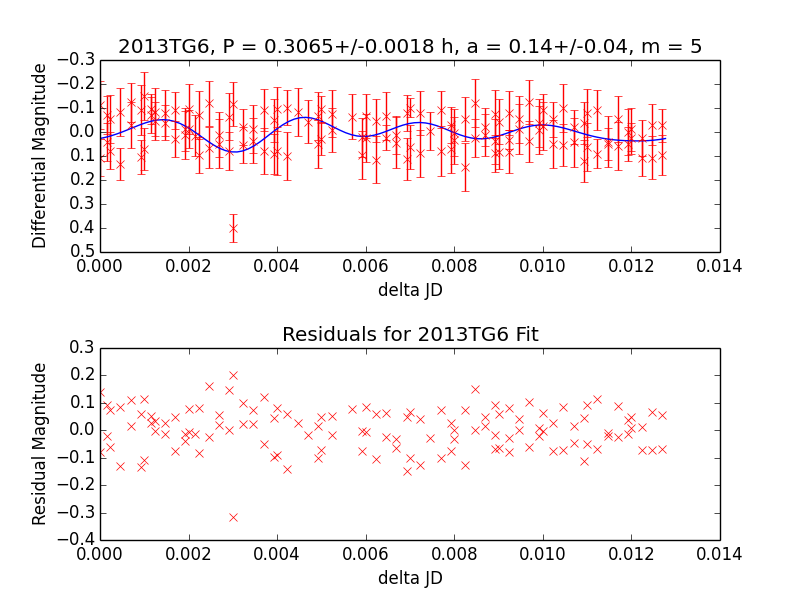 2013TG6, P = 0.3065+/-0.0018 h, a = 0.14+/-0.04, m = 5
Differential Magnitude
−0.3
−0.2
−0.1
0.0
0.1
0.2
0.3
0.4
0.5
0.000 0.002 0.004 0.006 0.008 0.010 0.012 0.014
delta JD
Residuals for 2013TG6 Fit
Residual Magnitude
0.3
0.2
0.1
0.0
−0.1
−0.2
−0.3
−0.4
0.000 0.002 0.004 0.006 0.008 0.010 0.012 0.014
delta JD